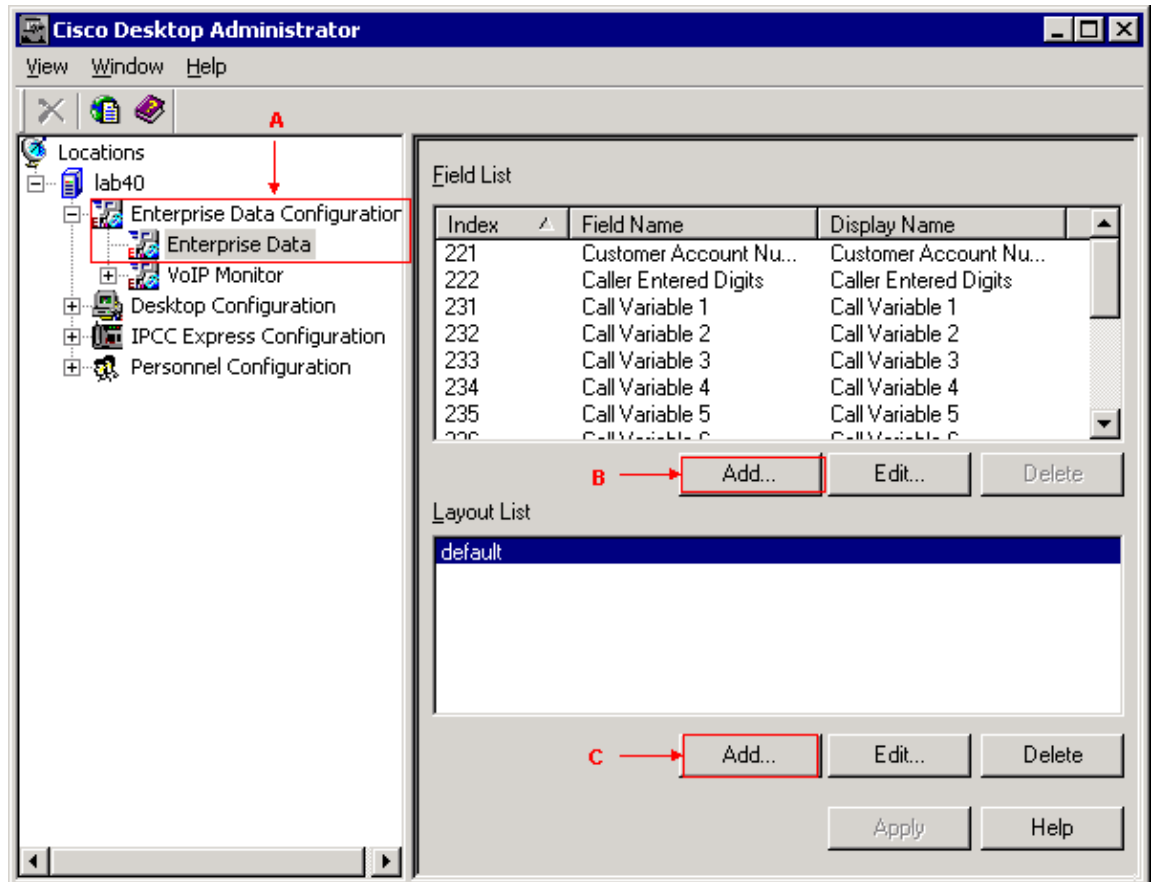 Cisco Desktop Administrator
View Window Help
A
Locations
lab40
Enterprise Data Configuration
Enterprise Data
VoIP Monitor
Desktop Configuration
IPCC Express Configuration
Personnel Configuration
Field List
Index Field Name Display Name
221 Customer Account Nu... Customer Account Nu...
222 Caller Entered Digits Caller Entered Digits
231 Call Variable 1 Call Variable 1
232 Call Variable 2 Call Variable 2
233 Call Variable 3 Call Variable 3
234 Call Variable 4 Call Variable 4
235 Call Variable 5 Call Variable 5
B Add... Edit... Delete
Layout List
default
C Add... Edit... Delete
Apply Help